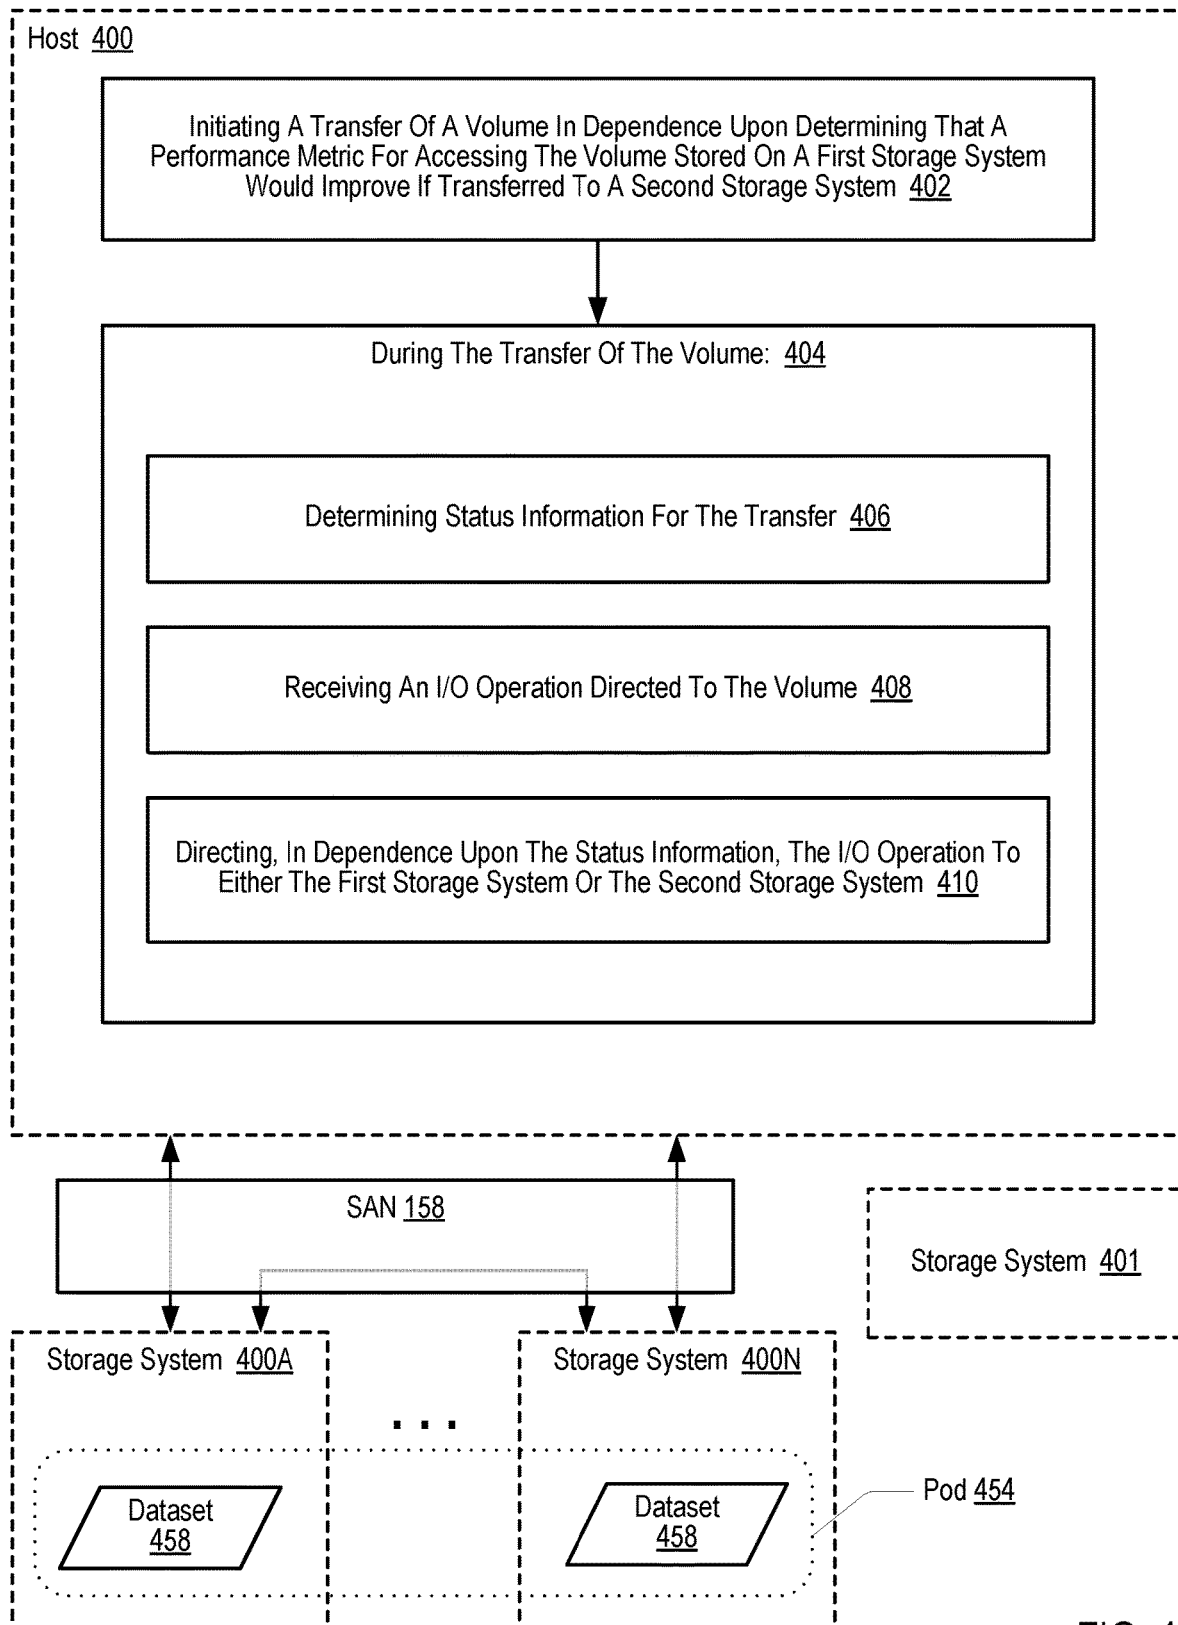 Host 400
Initiating A Transfer Of A Volume In Dependence Upon Determining That A
Performance Metric For Accessing The Volume Stored On A First Storage System
Would Improve If Transferred To A Second Storage System 402
During The Transfer Of The Volume: 404
Determining Status Information For The Transfer 406
Receiving An I/O Operation Directed To The Volume 408
Directing, In Dependence Upon The Status Information, The I/O Operation To
Either The First Storage System Or The Second Storage System 410
SAN 158
Storage System 401
Storage System 400A
Storage System 400N
. . .
Dataset
458
Dataset
458
Pod 454